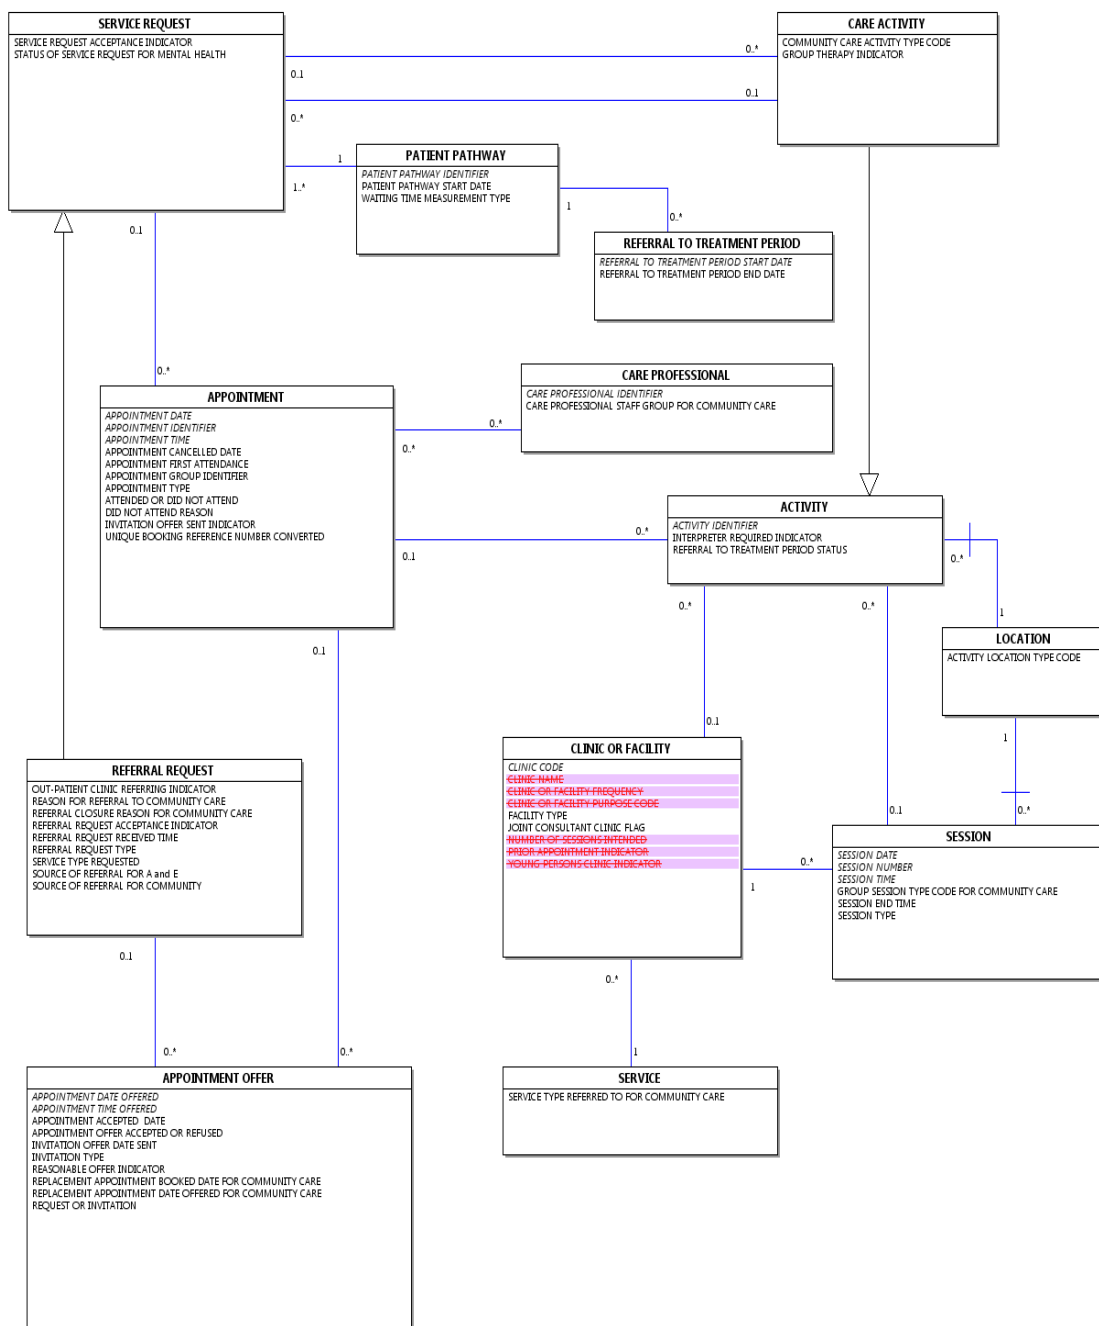 SERVICE REQUEST
SERVICE REQUEST ACCEPTANCE INDICATOR
STATUS OF SERVICE REQUEST FOR MENTAL HEALTH
CARE ACTIVITY
COMMUNITY CARE ACTIVITY TYPE CODE
GROUP THERAPY INDICATOR
0..1
0..*
0..*
0..1
1
1..*
PATIENT PATHWAY
PATIENT PATHWAY IDENTIFIER
PATIENT PATHWAY START DATE
WAITING TIME MEASUREMENT TYPE
1
0..*
REFERRAL TO TREATMENT PERIOD
REFERRAL TO TREATMENT PERIOD START DATE
REFERRAL TO TREATMENT PERIOD END DATE
0..1
0..*
APPOINTMENT
APPOINTMENT DATE
APPOINTMENT IDENTIFIER
APPOINTMENT TIME
APPOINTMENT CANCELLED DATE
APPOINTMENT FIRST ATTENDANCE
APPOINTMENT GROUP IDENTIFIER
APPOINTMENT TYPE
ATTENDED OR DID NOT ATTEND
DID NOT ATTEND REASON
INVITATION OFFER SENT INDICATOR
UNIQUE BOOKING REFERENCE NUMBER CONVERTED
CARE PROFESSIONAL
CARE PROFESSIONAL IDENTIFIER
CARE PROFESSIONAL STAFF GROUP FOR COMMUNITY CARE
0..*
0..*
ACTIVITY
ACTIVITY IDENTIFIER
INTERPRETER REQUIRED INDICATOR
REFERRAL TO TREATMENT PERIOD STATUS
0..*
0..1
0..*
1
0..*
0..*
LOCATION
ACTIVITY LOCATION TYPE CODE
0..1
0..1
1
0..1
0..*
CLINIC OR FACILITY
CLINIC CODE
CLINIC NAME
CLINIC OR FACILITY FREQUENCY
CLINIC OR FACILITY PURPOSE CODE
FACILITY TYPE
JOINT CONSULTANT CLINIC FLAG
NUMBER OF SESSIONS INTENDED
PRIOR APPOINTMENT INDICATOR
YOUNG PERSONS CLINIC INDICATOR
REFERRAL REQUEST
OUT-PATIENT CLINIC REFERRING INDICATOR
REASON FOR REFERRAL TO COMMUNITY CARE
REFERRAL CLOSURE REASON FOR COMMUNITY CARE
REFERRAL REQUEST ACCEPTANCE INDICATOR
REFERRAL REQUEST RECEIVED TIME
REFERRAL REQUEST TYPE
SERVICE TYPE REQUESTED
SOURCE OF REFERRAL FOR A and E
SOURCE OF REFERRAL FOR COMMUNITY
SESSION
SESSION DATE
SESSION NUMBER
SESSION TIME
GROUP SESSION TYPE CODE FOR COMMUNITY CARE
SESSION END TIME
SESSION TYPE
0..*
1
0..1
0..*
0..*
0..*
1
APPOINTMENT OFFER
APPOINTMENT DATE OFFERED
APPOINTMENT TIME OFFERED
APPOINTMENT ACCEPTED DATE
APPOINTMENT OFFER ACCEPTED OR REFUSED
INVITATION OFFER DATE SENT
INVITATION TYPE
REASONABLE OFFER INDICATOR
REPLACEMENT APPOINTMENT BOOKED DATE FOR COMMUNITY CARE
REPLACEMENT APPOINTMENT DATE OFFERED FOR COMMUNITY CARE
REQUEST OR INVITATION
SERVICE
SERVICE TYPE REFERRED TO FOR COMMUNITY CARE